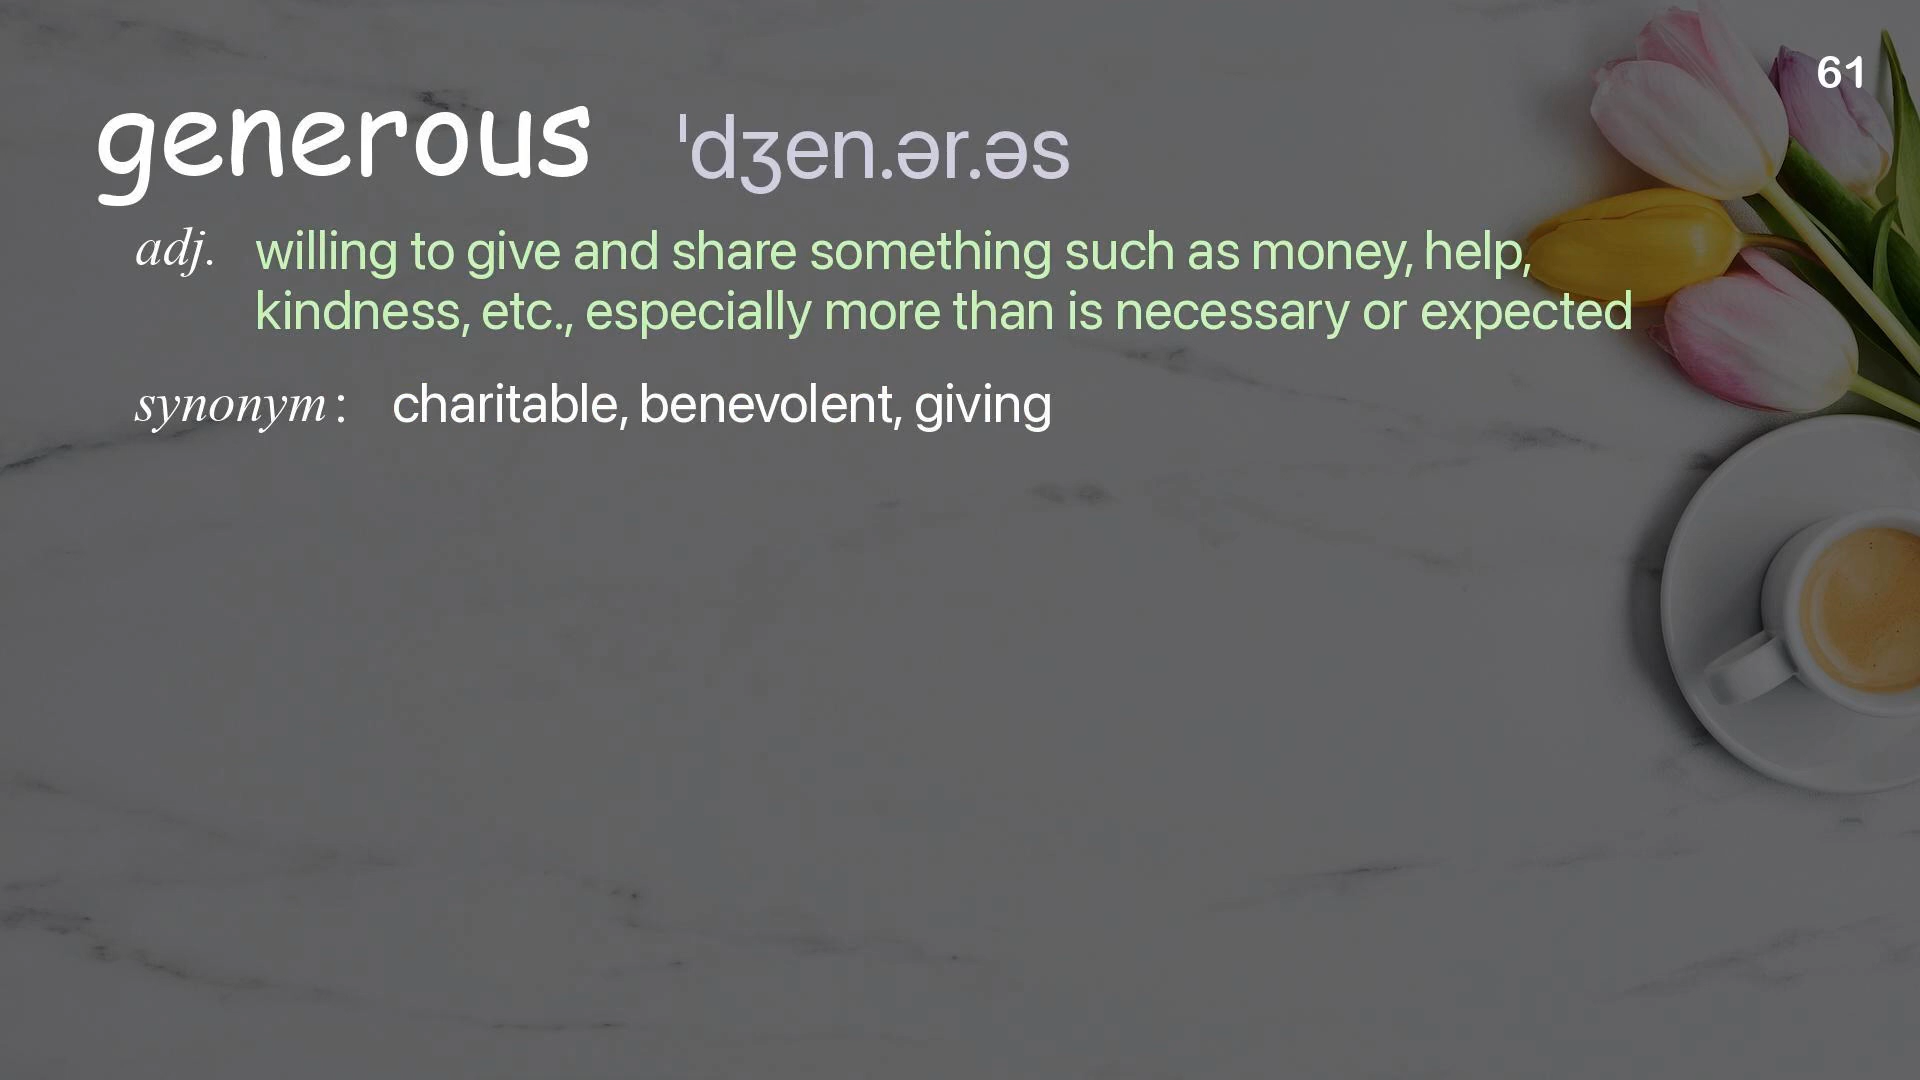 61
generous ˈdʒen.ər.əs
adj. willing to give and share something such as money, help,
kindness, etc., especially more than is necessary or expected
synonym : charitable, benevolent, giving